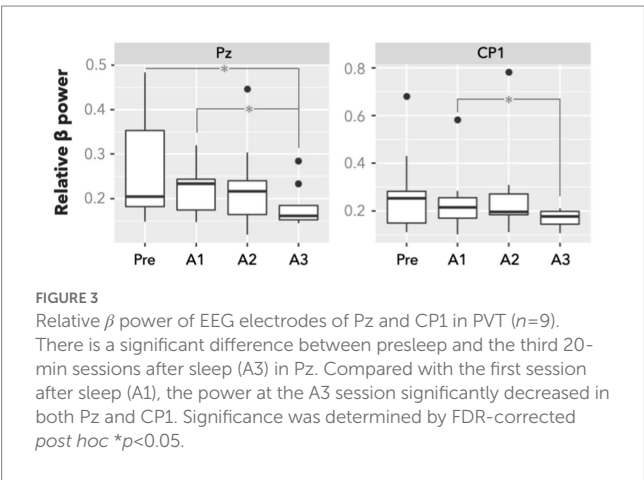 Pz
CP1
Relative β power
0.5
0.4
0.3
0.2
*
*
0.8
0.6
0.4
0.2
*
Pre A1 A2 A3
Pre A1 A2 A3
FIGURE 3
Relative β power of EEG electrodes of Pz and CP1 in PVT (n=9).
There is a significant difference between presleep and the third 20-
min sessions after sleep (A3) in Pz. Compared with the first session
after sleep (A1), the power at the A3 session significantly decreased in
both Pz and CP1. Significance was determined by FDR-corrected
post hoc *p<0.05.